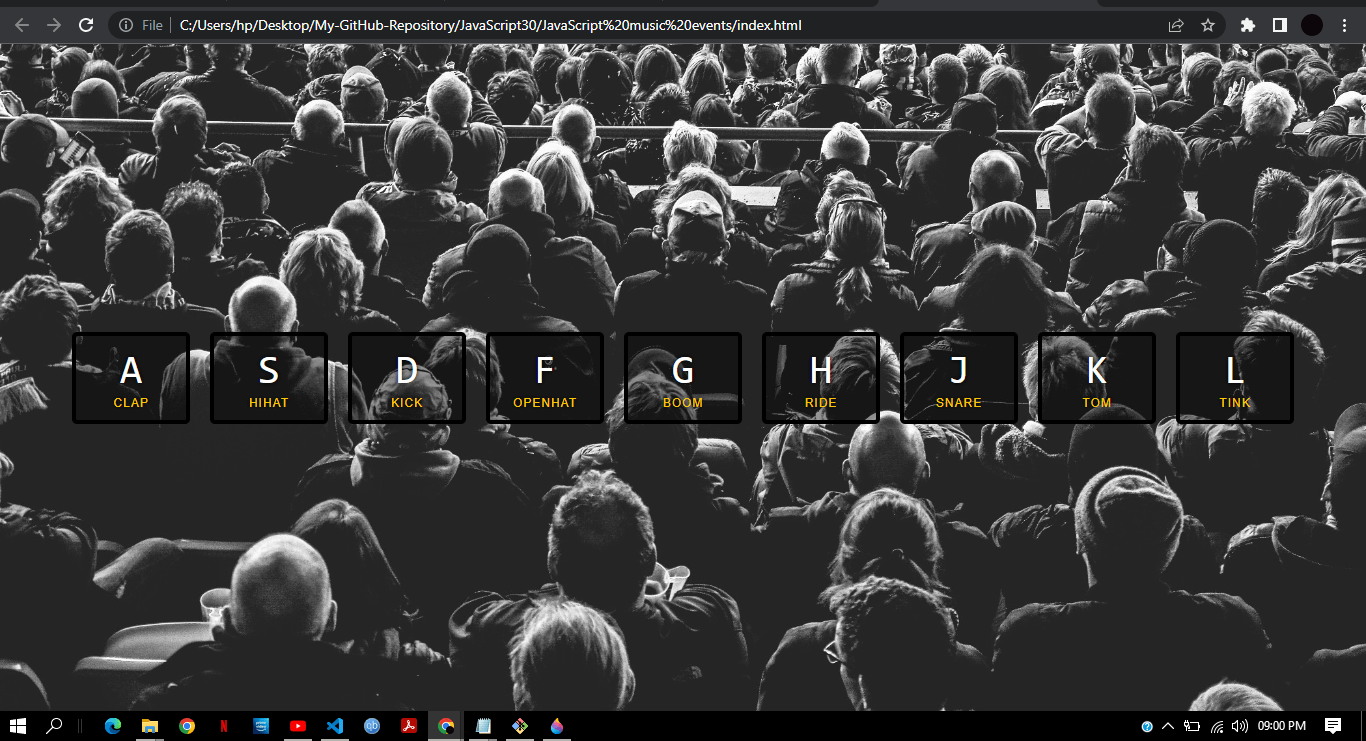 File C:/Users/hp/Desktop/My-GitHub-Repository/JavaScript30/JavaScript%20music%20events/index.html
A S D F G H J K L
CLAP HIHAT KICK OPENHAT BOOM RIDE SNARE TOM TINK
09:00 PM